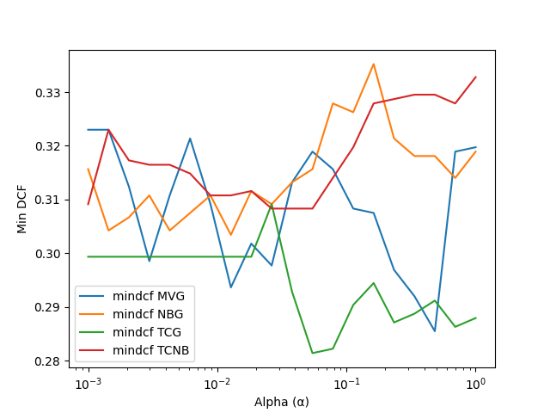 0.33
0.32
0.31
0.30
0.29
0.28
Min DCF
mindcf MVG
mindcf NBG
mindcf TCG
mindcf TCNB
10⁻³ 10⁻² 10⁻¹ 10⁰
Alpha (α)